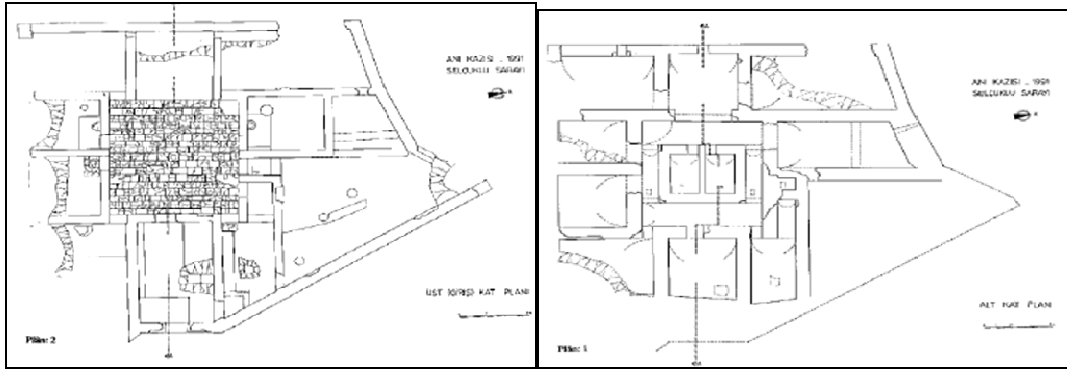 ANI KAZISI _ 1991
SELÇUKLU SARAYI
ÜST (GİRİŞ) KAT PLANI
Plân: 2
ANI KAZISI _ 1991
SELÇUKLU SARAYI
ALT KAT PLANI
Plân: 1